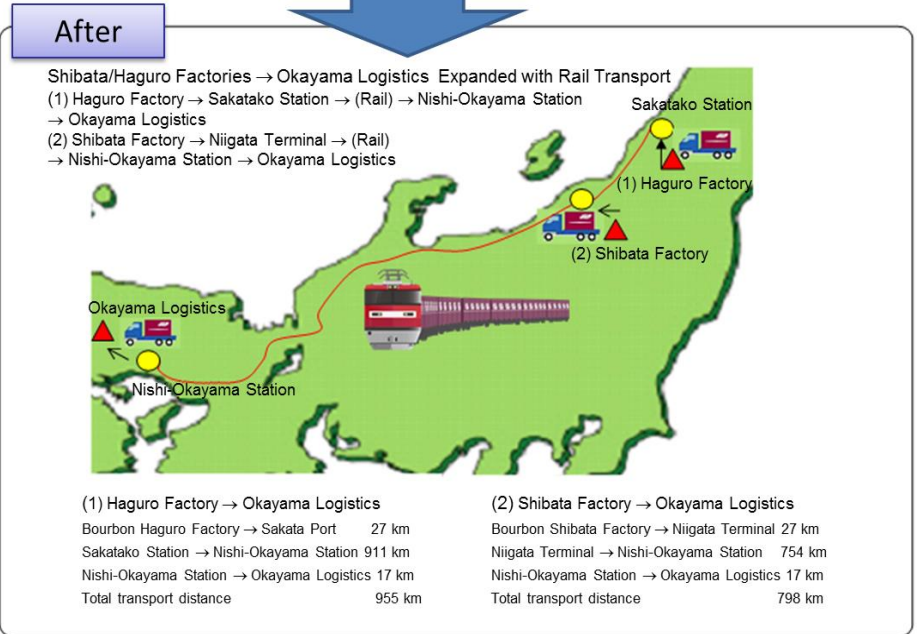 After
Shibata/Haguro Factories → Okayama Logistics Expanded with Rail Transport
(1) Haguro Factory → Sakatako Station → (Rail) → Nishi-Okayama Station
→ Okayama Logistics
(2) Shibata Factory → Niigata Terminal → (Rail)
→ Nishi-Okayama Station → Okayama Logistics
Sakatako Station
(1) Haguro Factory
(2) Shibata Factory
Okayama Logistics
Nishi-Okayama Station
(1) Haguro Factory → Okayama Logistics
Bourbon Haguro Factory → Sakata Port 27 km
Sakatako Station → Nishi-Okayama Station 911 km
Nishi-Okayama Station → Okayama Logistics 17 km
Total transport distance 955 km
(2) Shibata Factory → Okayama Logistics
Bourbon Shibata Factory → Niigata Terminal 27 km
Niigata Terminal → Nishi-Okayama Station 754 km
Nishi-Okayama Station → Okayama Logistics 17 km
Total transport distance 798 km